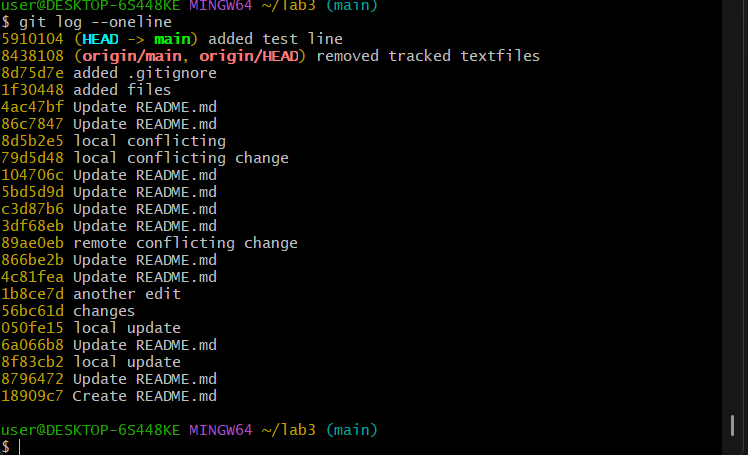 user@DESKTOP-6S448KE MINGW64 ~/lab3 (main)
$ git log --oneline
5910104 (HEAD -> main) added test line
8438108 (origin/main, origin/HEAD) removed tracked textfiles
8d75d7e added .gitignore
1f30448 added files
4ac47bf Update README.md
86c7847 Update README.md
8d5b2e5 local conflicting
79d5d48 local conflicting change
104706c Update README.md
5bd5d9d Update README.md
c3d87b6 Update README.md
3df68eb Update README.md
89ae0eb remote conflicting change
866be2b Update README.md
4c81fea Update README.md
1b8ce7d another edit
56bc61d changes
050fe15 local update
6a066b8 Update README.md
8f83cb2 local update
8796472 Update README.md
18909c7 Create README.md
user@DESKTOP-6S448KE MINGW64 ~/lab3 (main)
$